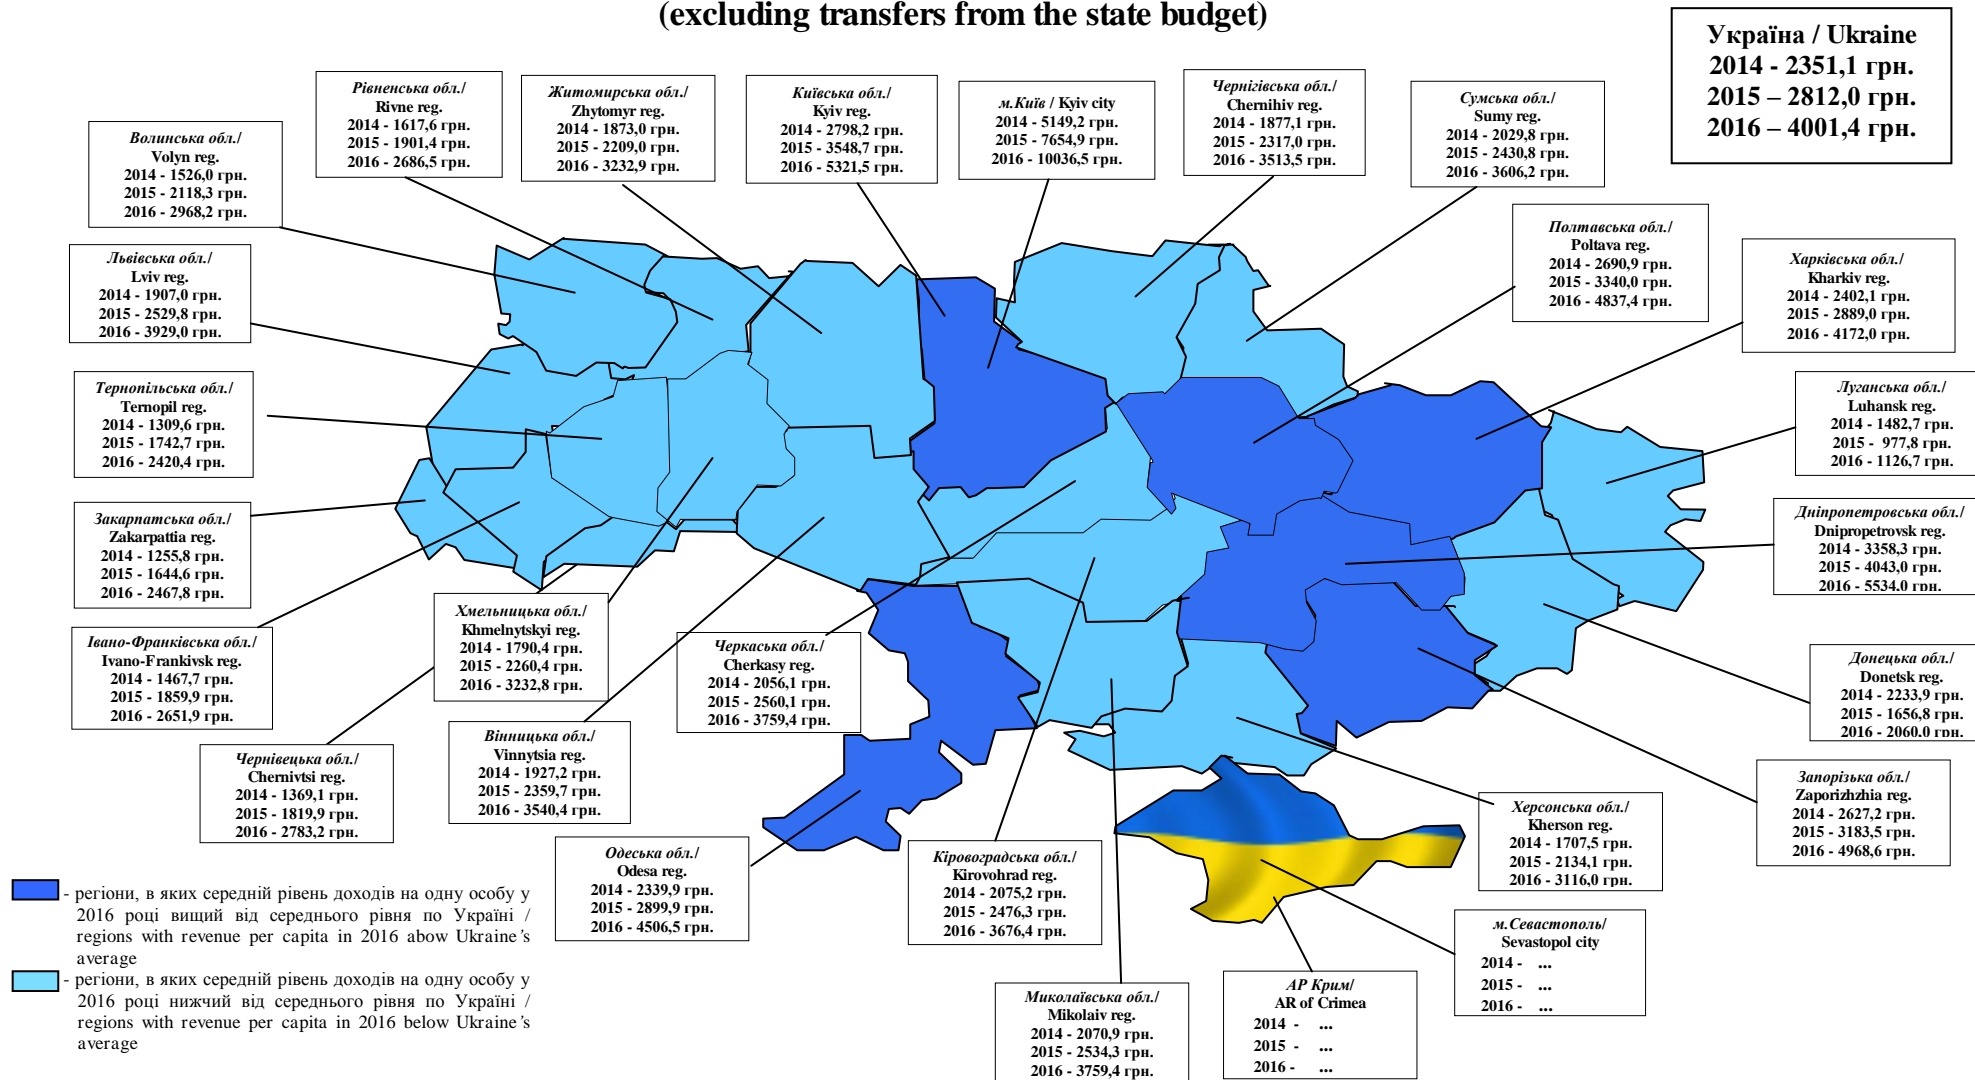 (excluding transfers from the state budget)
Україна / Ukraine
2014 - 2351,1 грн.
2015 – 2812,0 грн.
2016 – 4001,4 грн.
Рівненська обл./
Rivne reg.
2014 - 1617,6 грн.
2015 - 1901,4 грн.
2016 - 2686,5 грн.
Житомирська обл./
Zhytomyr reg.
2014 - 1873,0 грн.
2015 - 2209,0 грн.
2016 - 3232,9 грн.
Київська обл./
Kyiv reg.
2014 - 2798,2 грн.
2015 - 3548,7 грн.
2016 - 5321,5 грн.
м.Київ / Kyiv city
2014 - 5149,2 грн.
2015 - 7654,9 грн.
2016 - 10036,5 грн.
Чернігівська обл./
Chernihiv reg.
2014 - 1877,1 грн.
2015 - 2317,0 грн.
2016 - 3513,5 грн.
Сумська обл./
Sumy reg.
2014 - 2029,8 грн.
2015 - 2430,8 грн.
2016 - 3606,2 грн.
Волинська обл./
Volyn reg.
2014 - 1526,0 грн.
2015 - 2118,3 грн.
2016 - 2968,2 грн.
Полтавська обл./
Poltava reg.
2014 - 2690,9 грн.
2015 - 3340,0 грн.
2016 - 4837,4 грн.
Львівська обл./
Lviv reg.
2014 - 1907,0 грн.
2015 - 2529,8 грн.
2016 - 3929,0 грн.
Харківська обл./
Kharkiv reg.
2014 - 2402,1 грн.
2015 - 2889,0 грн.
2016 - 4172,0 грн.
Тернопільська обл./
Ternopil reg.
2014 - 1309,6 грн.
2015 - 1742,7 грн.
2016 - 2420,4 грн.
Луганська обл./
Luhansk reg.
2014 - 1482,7 грн.
2015 - 977,8 грн.
2016 - 1126,7 грн.
Закарпатська обл./
Zakarpattia reg.
2014 - 1255,8 грн.
2015 - 1644,6 грн.
2016 - 2467,8 грн.
Дніпропетровська обл./
Dnipropetrovsk reg.
2014 - 3358,3 грн.
2015 - 4043,0 грн.
2016 - 5534,0 грн.
Івано-Франківська обл./
Ivano-Frankivsk reg.
2014 - 1467,7 грн.
2015 - 1859,9 грн.
2016 - 2651,9 грн.
Хмельницька обл./
Khmelnytskyi reg.
2014 - 1790,4 грн.
2015 - 2260,4 грн.
2016 - 3232,8 грн.
Черкаська обл./
Cherkasy reg.
2014 - 2056,1 грн.
2015 - 2560,1 грн.
2016 - 3759,4 грн.
Донецька обл./
Donetsk reg.
2014 - 2233,9 грн.
2015 - 1656,8 грн.
2016 - 2060,0 грн.
Чернівецька обл./
Chernivtsi reg.
2014 - 1369,1 грн.
2015 - 1819,9 грн.
2016 - 2783,2 грн.
Вінницька обл./
Vinnytsia reg.
2014 - 1927,2 грн.
2015 - 2359,7 грн.
2016 - 3540,4 грн.
Запорізька обл./
Zaporizhzhia reg.
2014 - 2627,2 грн.
2015 - 3183,5 грн.
2016 - 4968,6 грн.
Херсонська обл./
Kherson reg.
2014 - 1707,5 грн.
2015 - 2134,1 грн.
2016 - 3116,0 грн.
Одеська обл./
Odesa reg.
2014 - 2339,9 грн.
2015 - 2899,9 грн.
2016 - 4506,5 грн.
Кіровоградська обл./
Kirovohrad reg.
2014 - 2075,2 грн.
2015 - 2476,3 грн.
2016 - 3676,4 грн.
м.Севастополь/
Sevastopol city
2014 - ...
2015 - ...
2016 - ...
АР Крим/
AR of Crimea
2014 - ...
2015 - ...
2016 - ...
Миколаївська обл./
Mikolaiv reg.
2014 - 2070,9 грн.
2015 - 2534,3 грн.
2016 - 3759,4 грн.
- регіони, в яких середній рівень доходів на одну особу у
2016 році вищий від середнього рівня по Україні /
regions with revenue per capita in 2016 abow Ukraine's
average
- регіони, в яких середній рівень доходів на одну особу у
2016 році нижчий від середнього рівня по Україні /
regions with revenue per capita in 2016 below Ukraine's
average